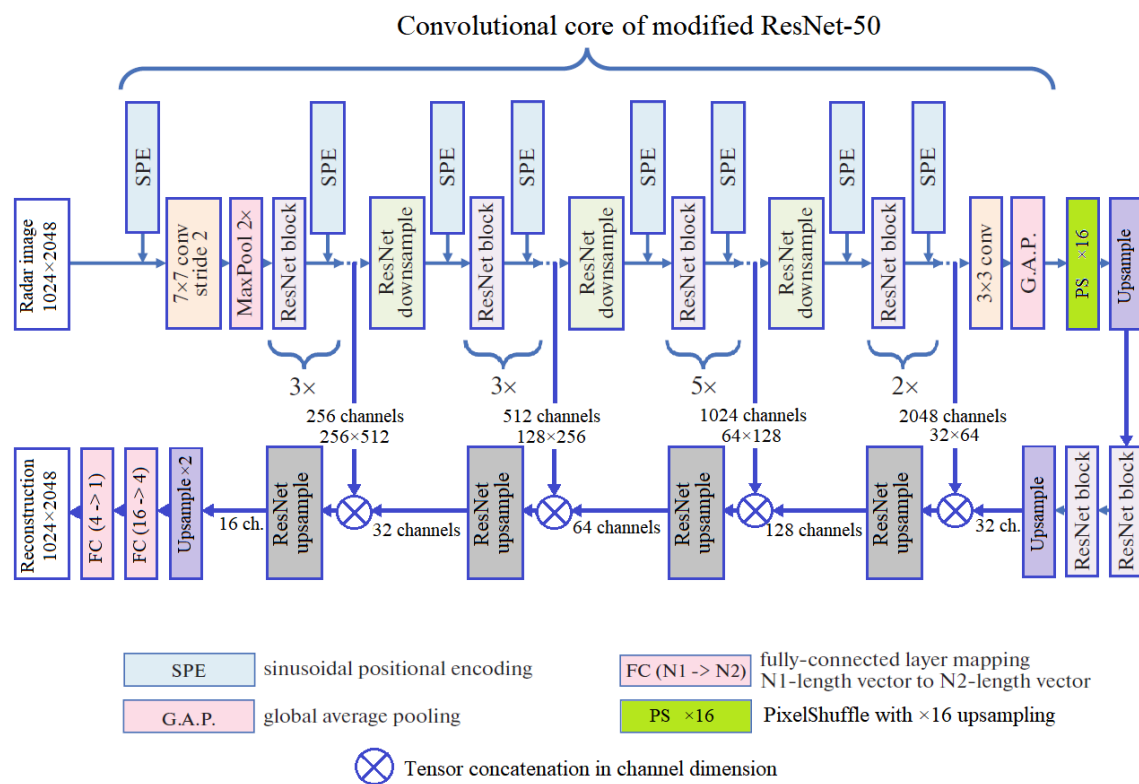 Convolutional core of modified ResNet-50
SPE
SPE
SPE
SPE
SPE
SPE
SPE
SPE
Radar image
1024×2048
7×7 conv
stride 2
MaxPool 2×
ResNet block
ResNet
downsample
ResNet block
ResNet
downsample
ResNet block
ResNet
downsample
ResNet block
3×3 conv
G.A.P.
PS ×16
Upsample
3×
3×
5×
2×
256 channels
256×512
512 channels
128×256
1024 channels
64×128
2048 channels
32×64
Reconstruction
1024×2048
FC (4 -> 1)
FC (16 -> 4)
Upsample ×2
16 ch.
ResNet
upsample
32 channels
ResNet
upsample
64 channels
ResNet
upsample
128 channels
ResNet
upsample
32 ch.
Upsample
ResNet block
ResNet block
SPE
sinusoidal positional encoding
FC (N1 -> N2)
fully-connected layer mapping
N1-length vector to N2-length vector
G.A.P.
global average pooling
PS ×16
PixelShuffle with ×16 upsampling
Tensor concatenation in channel dimension